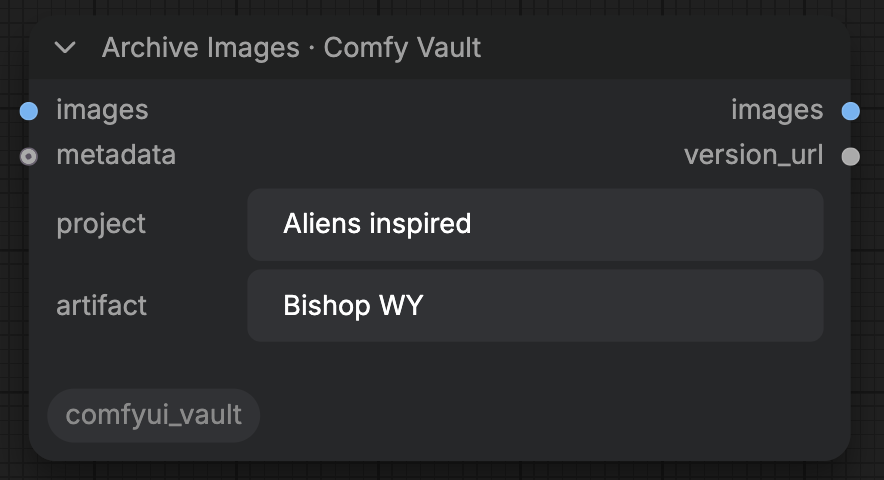 Archive Images · Comfy Vault
images
images
metadata
version_url
project
Aliens inspired
artifact
Bishop WY
comfyui_vault